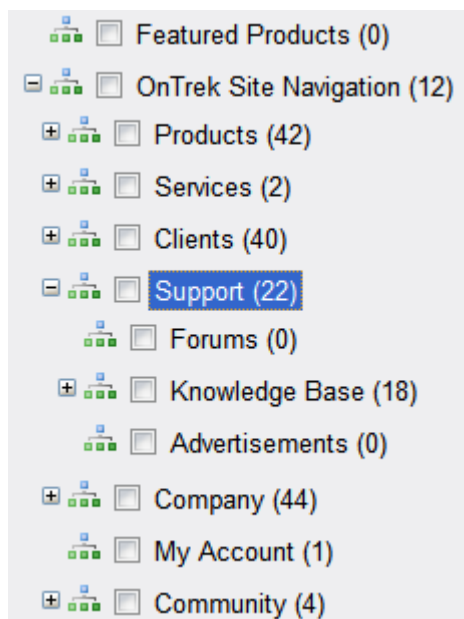 Featured Products (0)
OnTrek Site Navigation (12)
Products (42)
Services (2)
Clients (40)
Support (22)
Forums (0)
Knowledge Base (18)
Advertisements (0)
Company (44)
My Account (1)
Community (4)